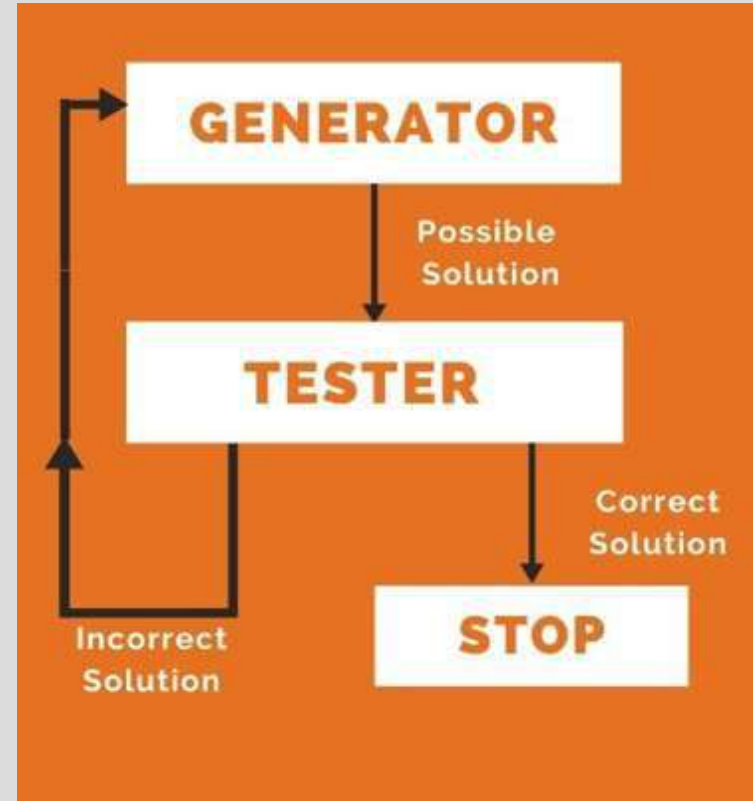 GENERATOR
Possible
Solution
TESTER
Correct
Solution
STOP
Incorrect
Solution